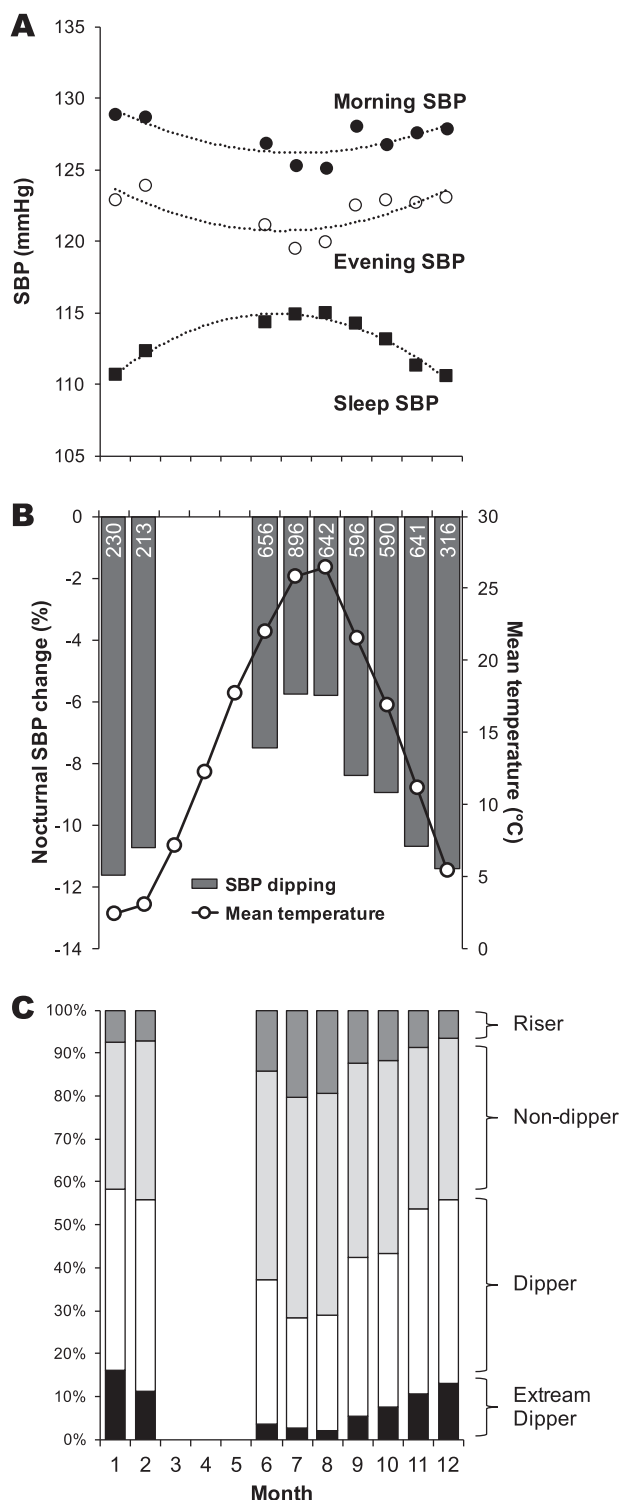 A
135
130
125
120
115
110
105
SBP (mmHg)
Morning SBP
Evening SBP
Sleep SBP
B
0
-2
-4
-6
-8
-10
-12
-14
Nocturnal SBP change (%)
230
213
656
896
642
596
590
641
316
30
25
20
15
10
5
0
Mean temperature (°C)
SBP dipping
Mean temperature
C
100%
90%
80%
70%
60%
50%
40%
30%
20%
10%
0%
Riser
Non-dipper
Dipper
Extream
Dipper
1 2 3 4 5 6 7 8 9 10 11 12
Month